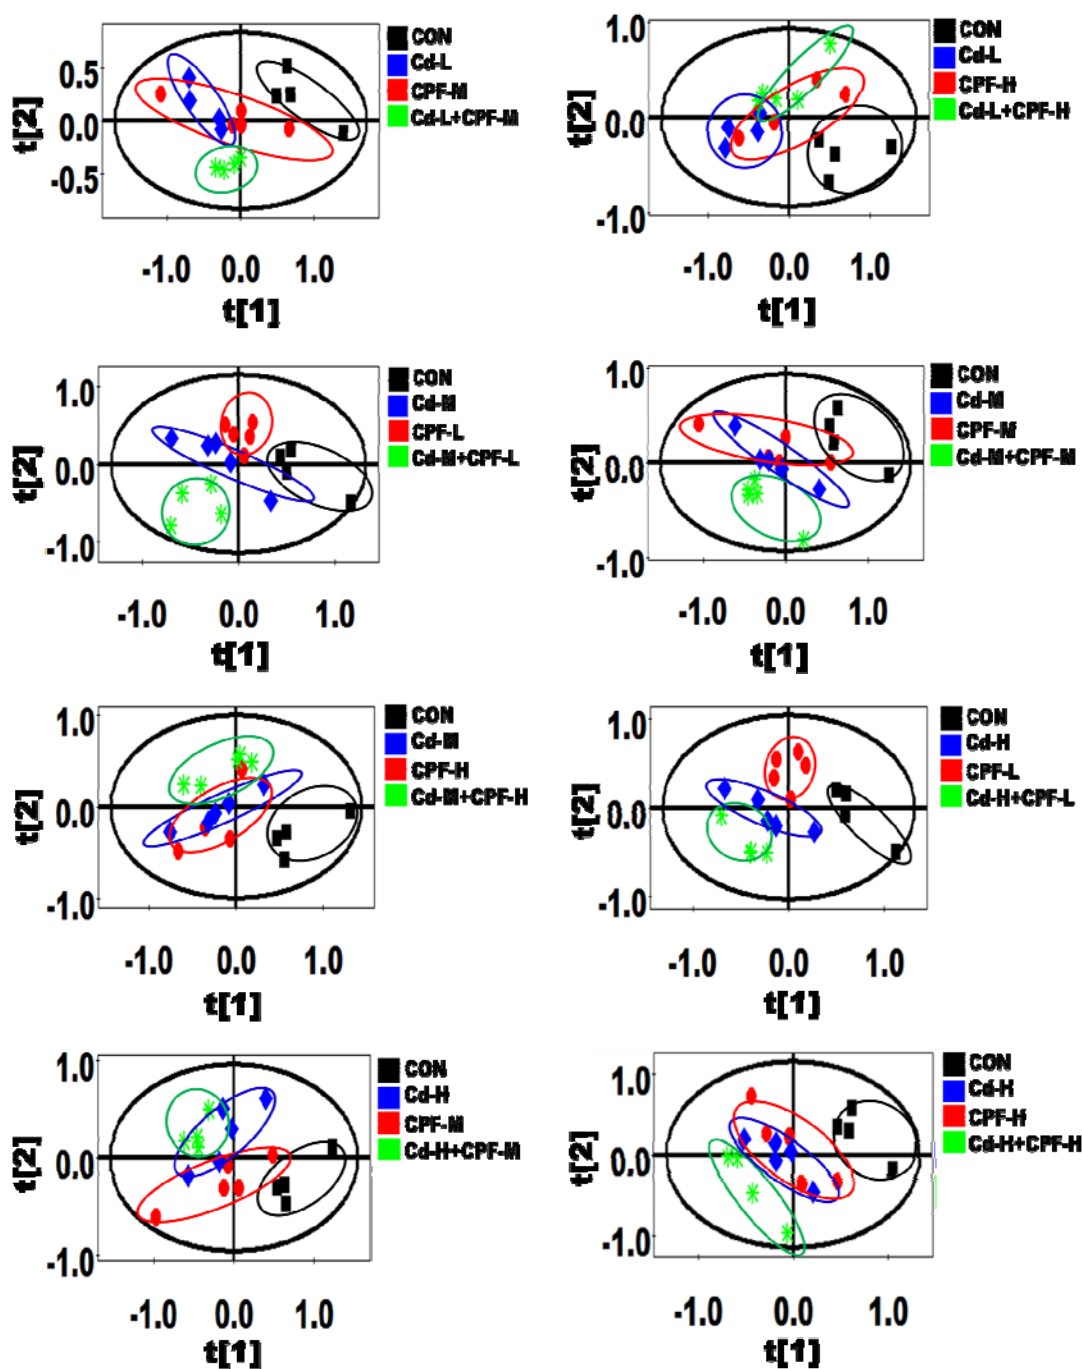 CON
Cd-L
CPF-M
Cd-L+CPF-M
0.5
0.0
-0.5
t[2]
-1.0 0.0 1.0
t[1]
CON
Cd-L
CPF-H
Cd-L+CPF-H
1.0
0.0
-1.0
t[2]
-1.0 0.0 1.0
t[1]
CON
Cd-M
CPF-L
Cd-M+CPF-L
1.0
0.0
-1.0
t[2]
-1.0 0.0 1.0
t[1]
CON
Cd-M
CPF-M
Cd-M+CPF-M
1.0
0.0
-1.0
t[2]
-1.0 0.0 1.0
t[1]
CON
Cd-M
CPF-H
Cd-M+CPF-H
1.0
0.0
-1.0
t[2]
-1.0 0.0 1.0
t[1]
CON
Cd-H
CPF-L
Cd-H+CPF-L
1.0
0.0
-1.0
t[2]
-1.0 0.0 1.0
t[1]
CON
Cd-H
CPF-M
Cd-H+CPF-M
1.0
0.0
-1.0
t[2]
-1.0 0.0 1.0
t[1]
CON
Cd-H
CPF-H
Cd-H+CPF-H
1.0
0.0
-1.0
t[2]
-1.0 0.0 1.0
t[1]